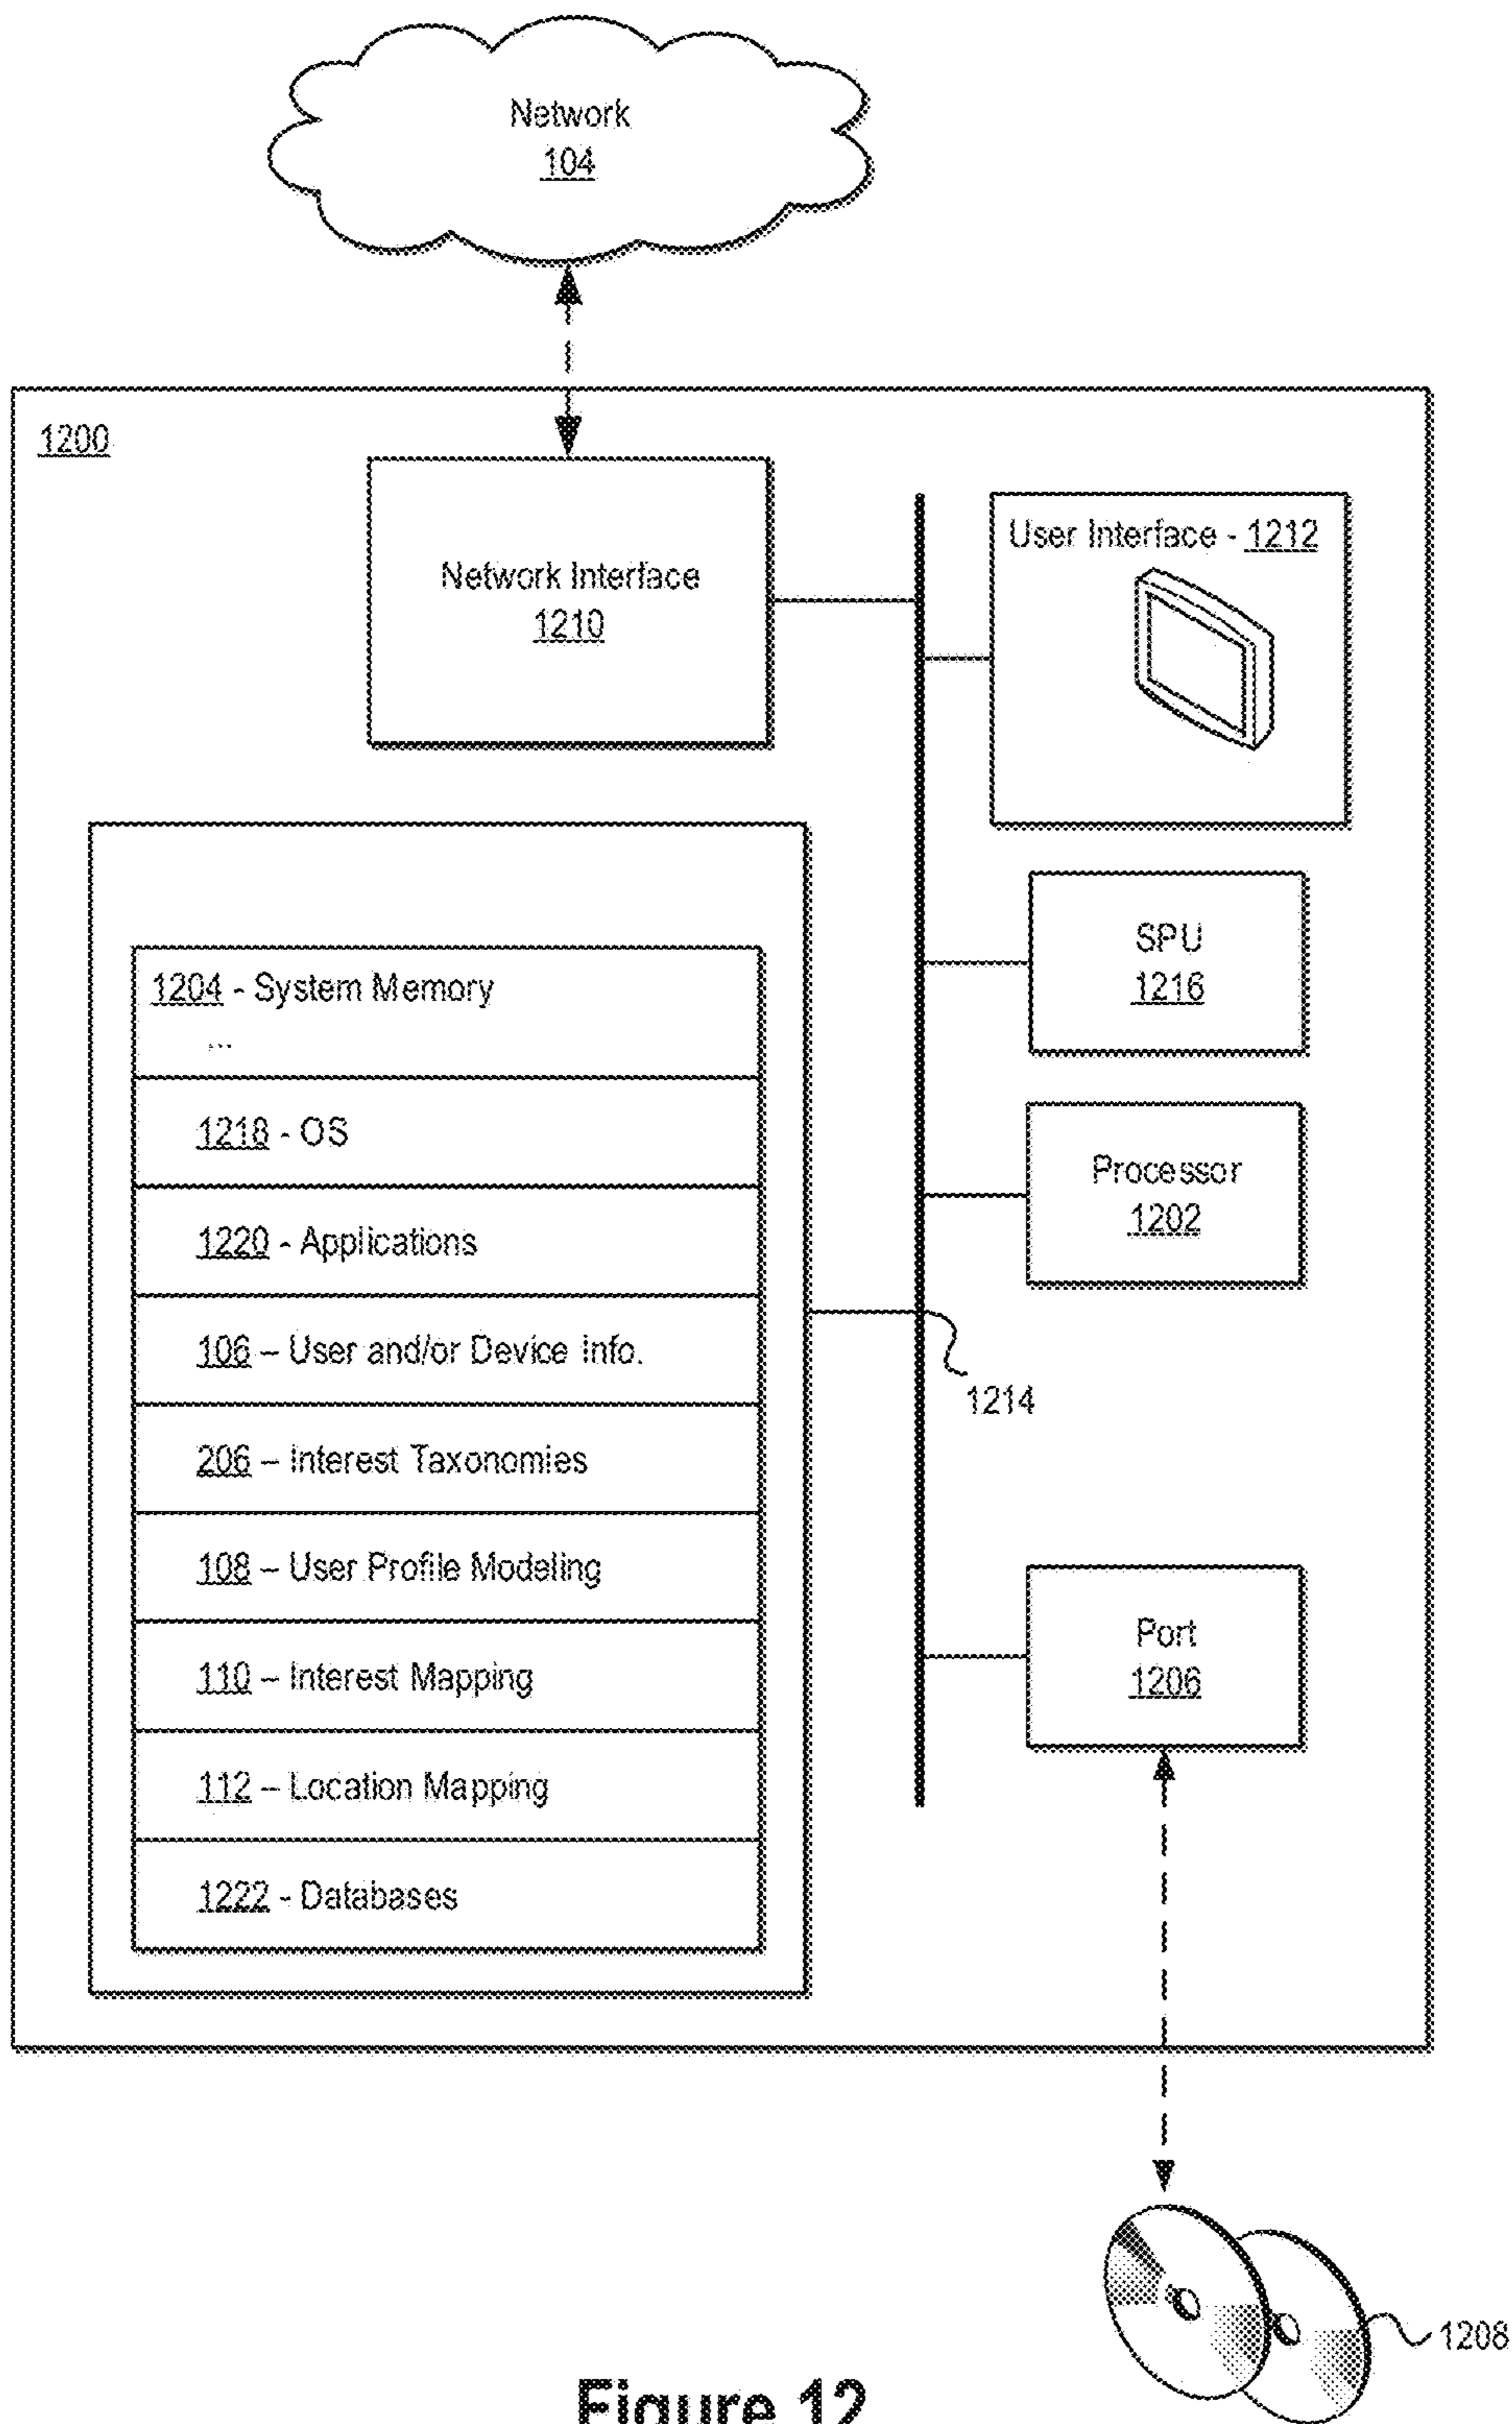 Network
104
1200
Network Interface
1210
User Interface - 1212
SPU
1216
1204 - System Memory
...
1218 - OS
1220 - Applications
106 – User and/or Device info.
206 – Interest Taxonomies
108 – User Profile Modeling
110 – Interest Mapping
112 – Location Mapping
1222 - Databases
Processor
1202
1214
Port
1206
1208
Figure 12